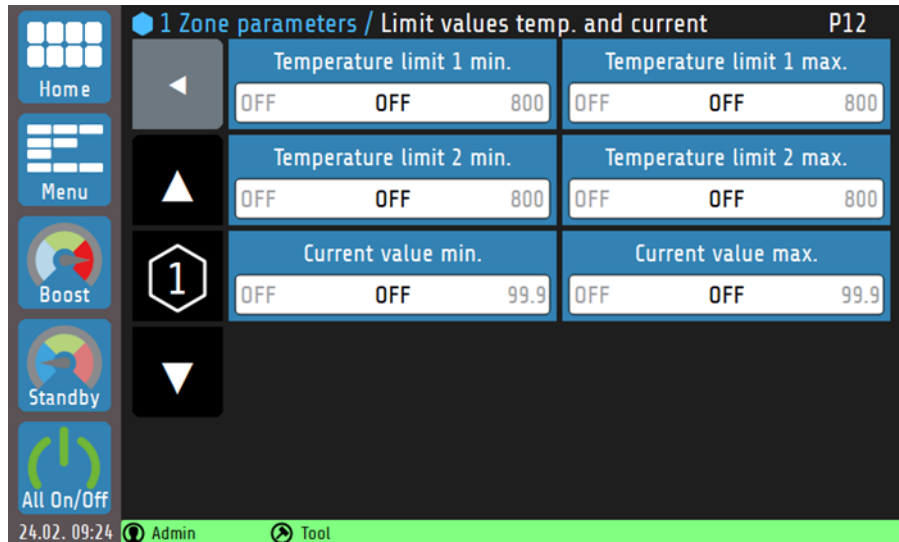 1 Zone parameters / Limit values temp. and current P12
Home
Menu
Boost
Standby
All On/Off
1
Temperature limit 1 min.
OFF OFF 800
Temperature limit 1 max.
OFF OFF 800
Temperature limit 2 min.
OFF OFF 800
Temperature limit 2 max.
OFF OFF 800
Current value min.
OFF OFF 99.9
Current value max.
OFF OFF 99.9
24.02. 09:24 Admin Tool